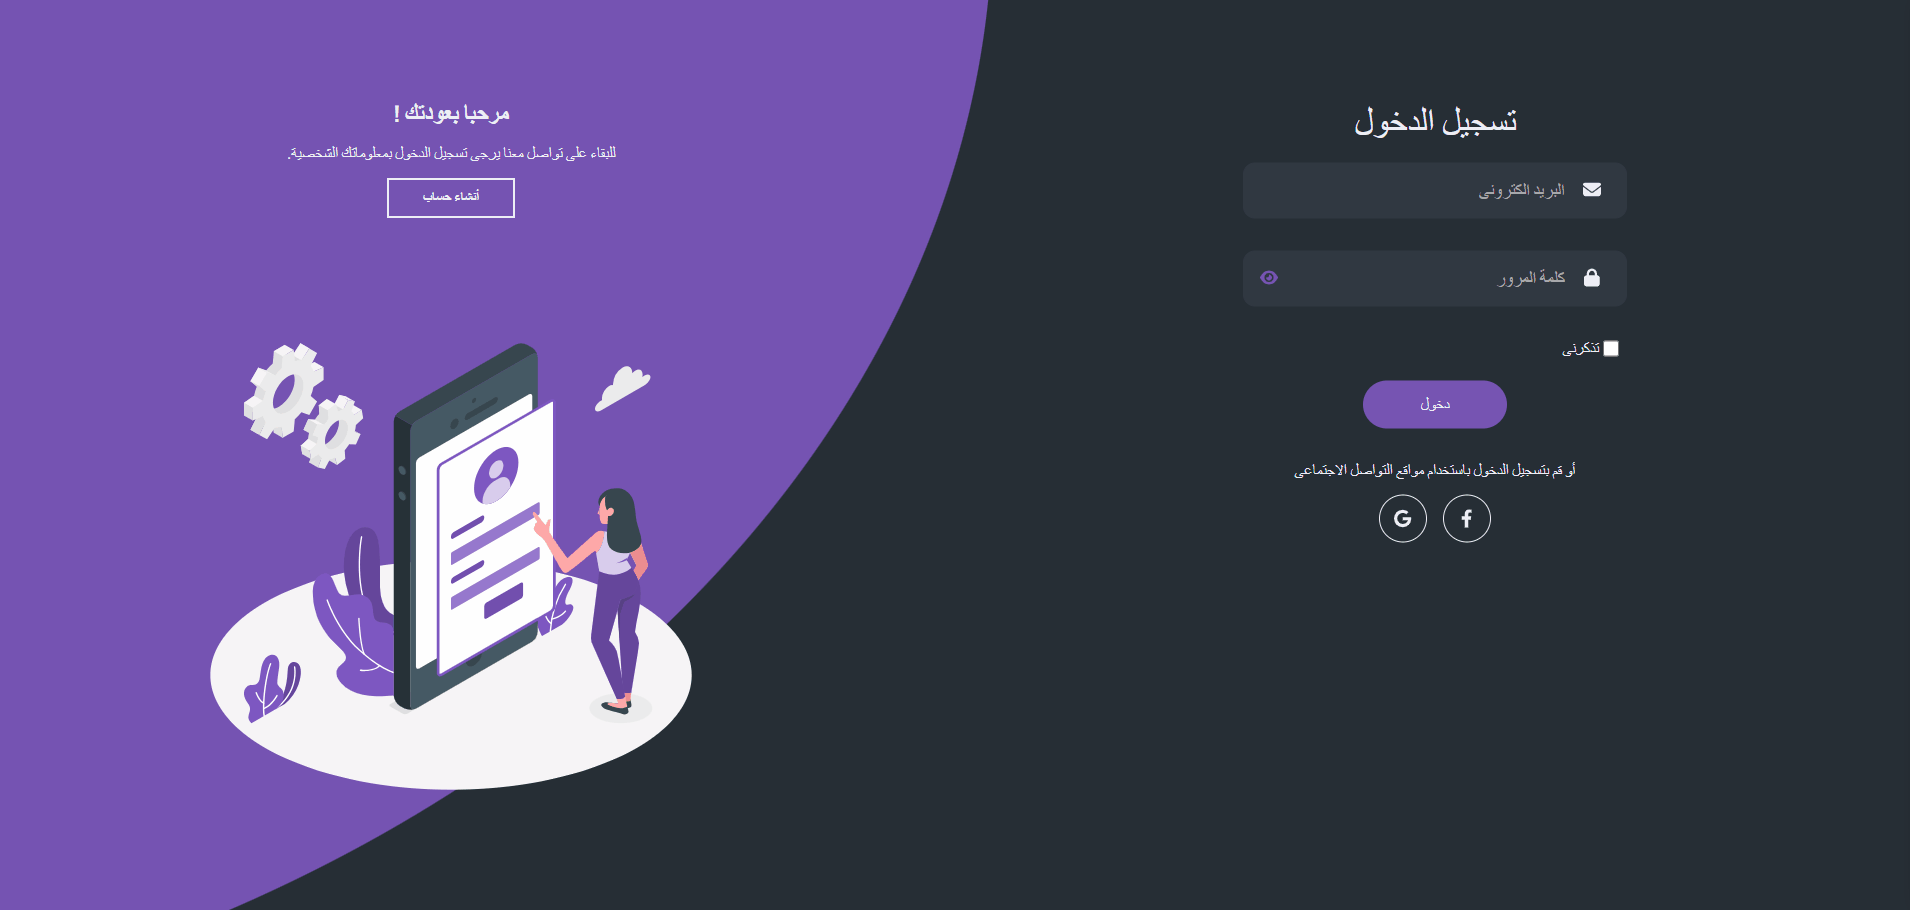 تسجيل الدخول
البريد الكترونى
كلمة المرور
تذكرنى
دخول
أو قم بتسجيل الدخول باستخدام مواقع التواصل الاجتماعى
مرحبا بعودتك !
للبقاء على تواصل معنا يرجى تسجيل الدخول بمعلوماتك الشخصية.
أنشاء حساب